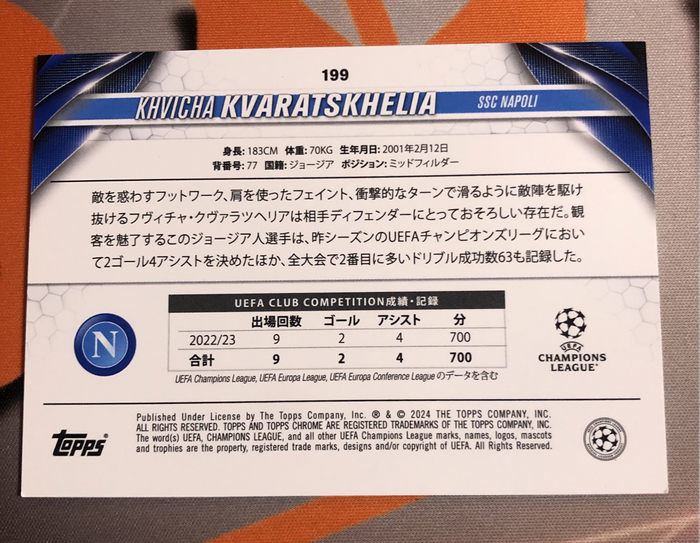 199
KHVICHA KVARATSKHELIA SSC NAPOLI
身長: 183CM 体重: 70KG 生年月日: 2001年2月12日
背番号: 77 国籍: ジョージア ポジション: ミッドフィルダー
敵を惑わすフットワーク、肩を使ったフェイント、衝撃的なターンで滑るように敵陣を駆け
抜けるフヴィチャ・クヴァラツヘリアは相手ディフェンダーにとっておそろしい存在だ。観
客を魅了するこのジョージア人選手は、昨シーズンのUEFAチャンピオンズリーグにおい
て2ゴール4アシストを決めたほか、全大会で2番目に多いドリブル成功数63も記録した。
UEFA CLUB COMPETITION成績・記録
出場回数 ゴール アシスト 分
2022/23 9 2 4 700
合計 9 2 4 700
UEFA Champions League, UEFA Europa League, UEFA Europa Conference League のデータを含む
N
UEFA
CHAMPIONS
LEAGUE
Topps
Published Under License by The Topps Company, Inc. ® & © 2024 THE TOPPS COMPANY, INC.
ALL RIGHTS RESERVED. TOPPS AND TOPPS CHROME ARE REGISTERED TRADEMARKS OF THE TOPPS COMPANY, INC.
The word(s) UEFA, CHAMPIONS LEAGUE, and all other UEFA Champions League marks, names, logos, mascots
and trophies are the property, registered trade marks, designs and/or copyright of UEFA. All Rights Reserved.